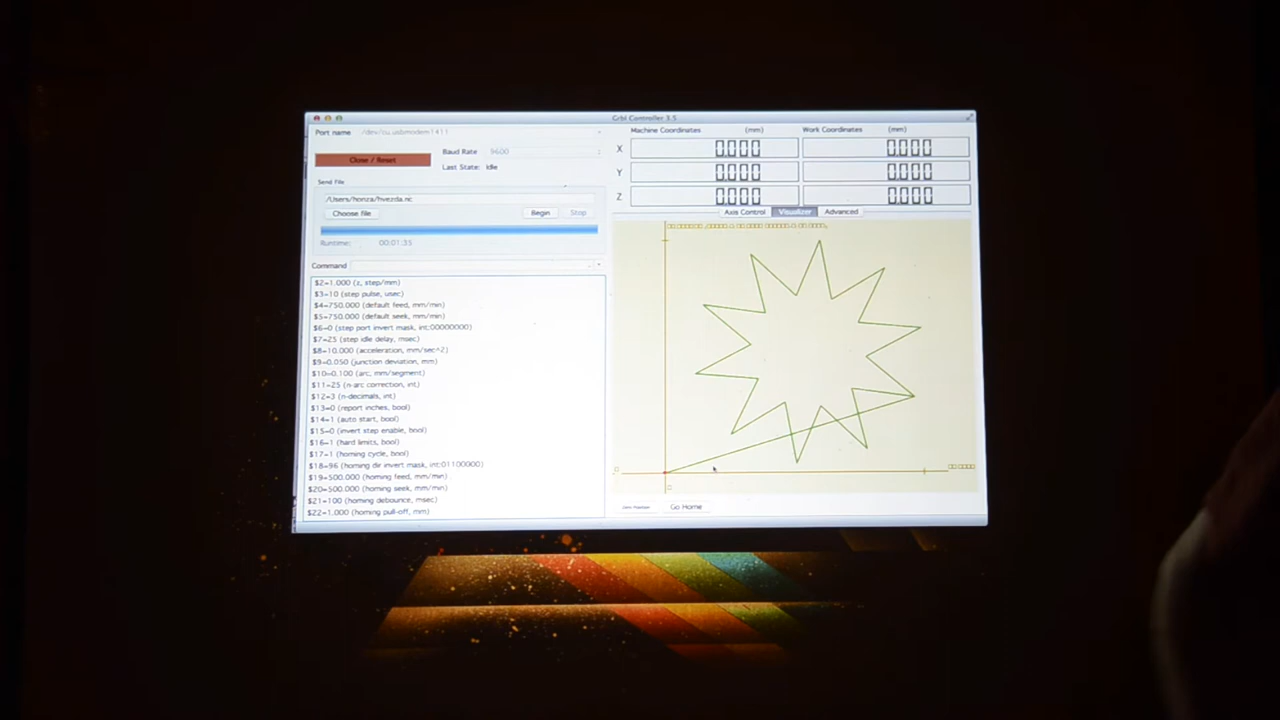 Grbl Controller 3.5
Port name /dev/cu.usbmodem1411
Close / Reset
Baud Rate 9600
Last State: Idle
Send file
/Users/honza/hvezda.nc
Choose file
Begin
Stop
Runtime: 00:01:35
Command
$2=1.000 (z, step/mm)
$3=10 (step pulse, usec)
$4=750.000 (default feed, mm/min)
$5=750.000 (default seek, mm/min)
$6=0 (step port invert mask, int:00000000)
$7=25 (step idle delay, msec)
$8=10.000 (acceleration, mm/sec^2)
$9=0.050 (junction deviation, mm)
$10=0.100 (arc, mm/segment)
$11=25 (n-arc correction, int)
$12=3 (n-decimals, int)
$13=0 (report inches, bool)
$14=1 (auto start, bool)
$15=0 (invert step enable, bool)
$16=1 (hard limits, bool)
$17=1 (homing cycle, bool)
$18=96 (homing dir invert mask, int:01100000)
$19=500.000 (homing feed, mm/min)
$20=500.000 (homing seek, mm/min)
$21=100 (homing debounce, msec)
$22=1.000 (homing pull-off, mm)
Machine Coordinates (mm)
Work Coordinates (mm)
X 0.000 0.000
Y 0.000 0.000
Z 0.000 0.000
Axis Control
Visualizer
Advanced
Go Home